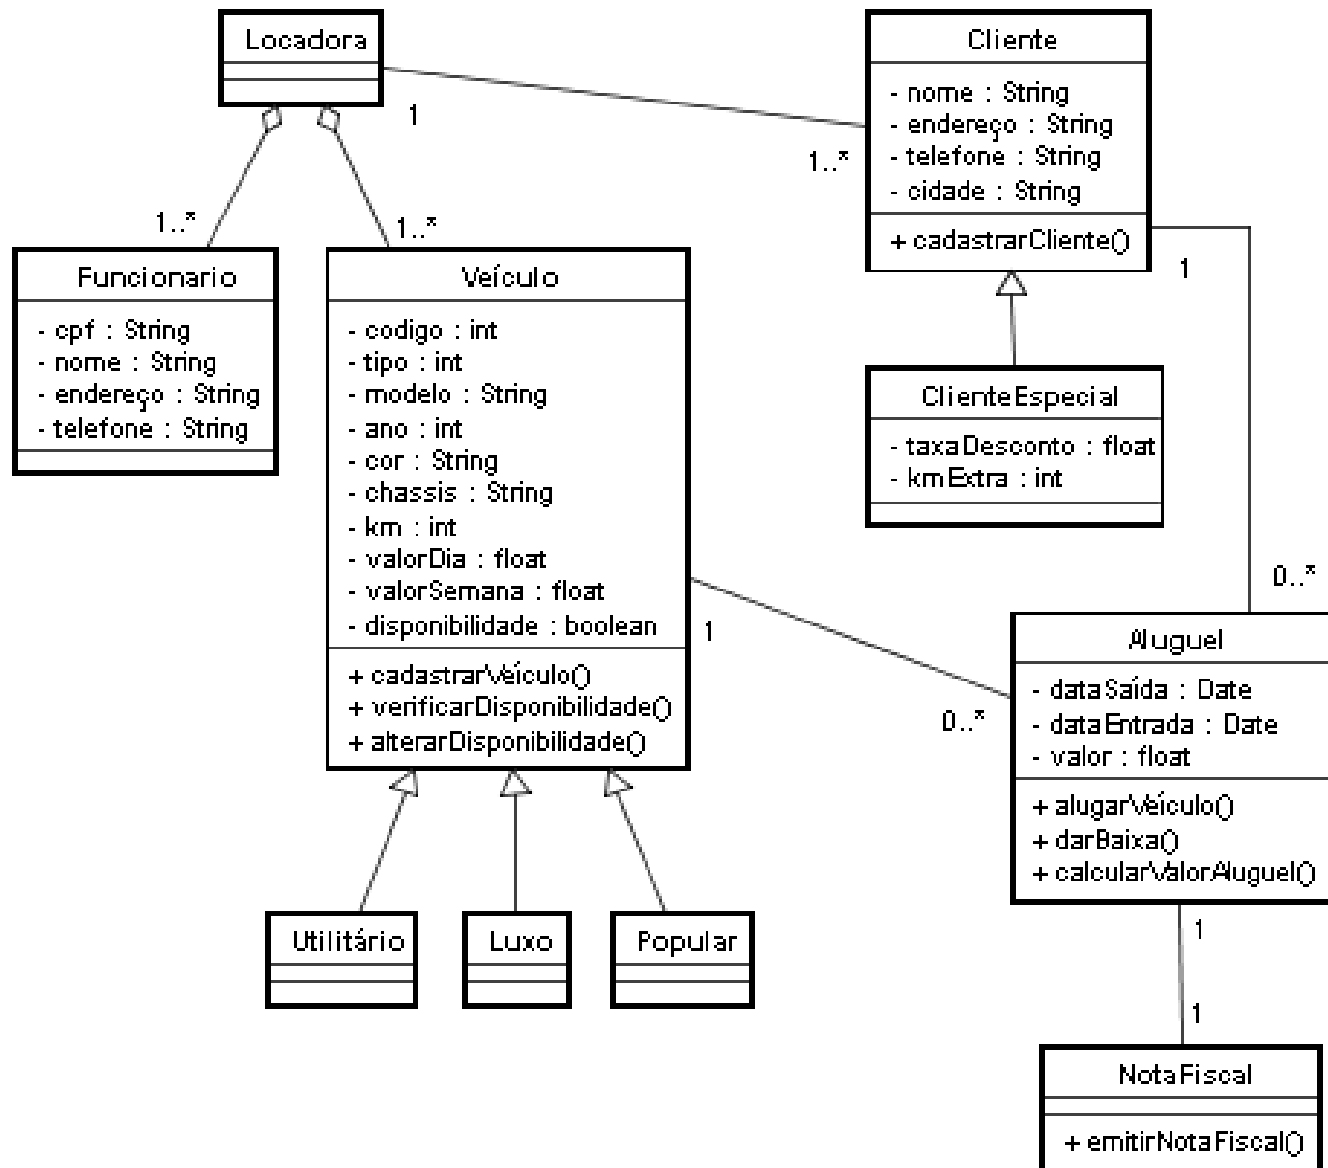 Locadora
1
1..*
1..*
1..*
Cliente
- nome : String
- endereço : String
- telefone : String
- cidade : String
+ cadastrarCliente()
1
0..*
Funcionario
- cpf : String
- nome : String
- endereço : String
- telefone : String
Veículo
- codigo : int
- tipo : int
- modelo : String
- ano : int
- cor : String
- chassis : String
- km : int
- valorDia : float
- valorSemana : float
- disponibilidade : boolean
+ cadastrarVeículo()
+ verificarDisponibilidade()
+ alterarDisponibilidade()
1
0..*
ClienteEspecial
- taxaDesconto : float
- kmExtra : int
Aluguel
- dataSaída : Date
- dataEntrada : Date
- valor : float
+ alugarVeículo()
+ darBaixa()
+ calcularValorAluguel()
1
1
Utilitário
Luxo
Popular
NotaFiscal
+ emitirNotaFiscal()